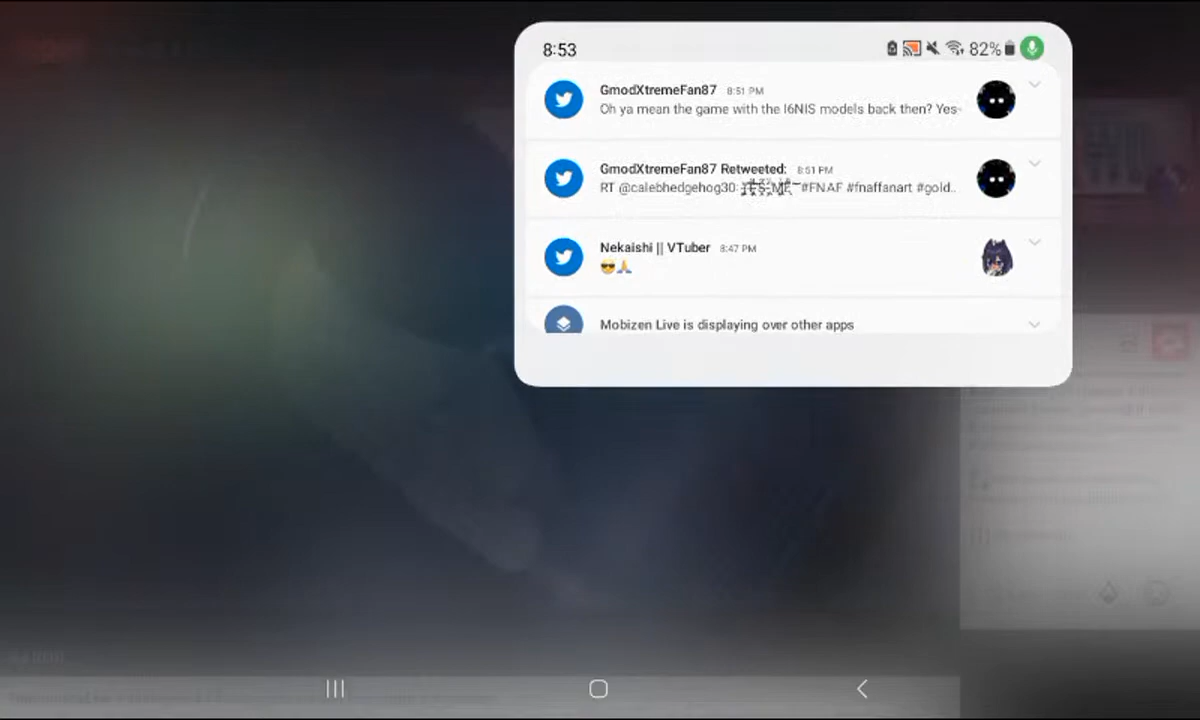 8:53
82%
GmodXtremeFan87 8:51 PM
Oh ya mean the game with the I6NIS models back then? Yes
GmodXtremeFan87 Retweeted: 8:51 PM
RT @calebhedgehog30: #FNAF #fnaffanart #gold..
Nekaishi || VTuber 8:47 PM
😎🙏
Mobizen Live is displaying over other apps